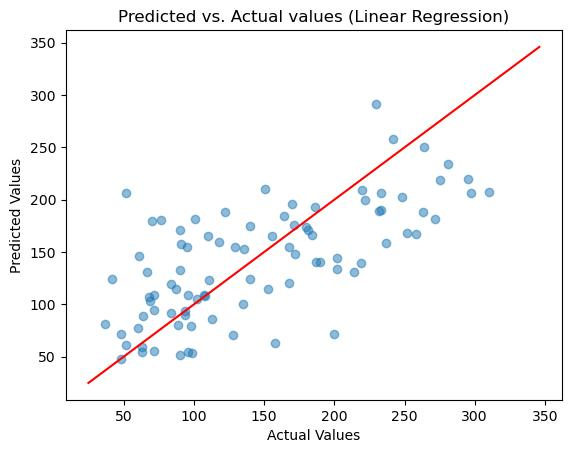 Predicted vs. Actual values (Linear Regression)
350
300
250
200
150
100
50
Predicted Values
50 100 150 200 250 300 350
Actual Values